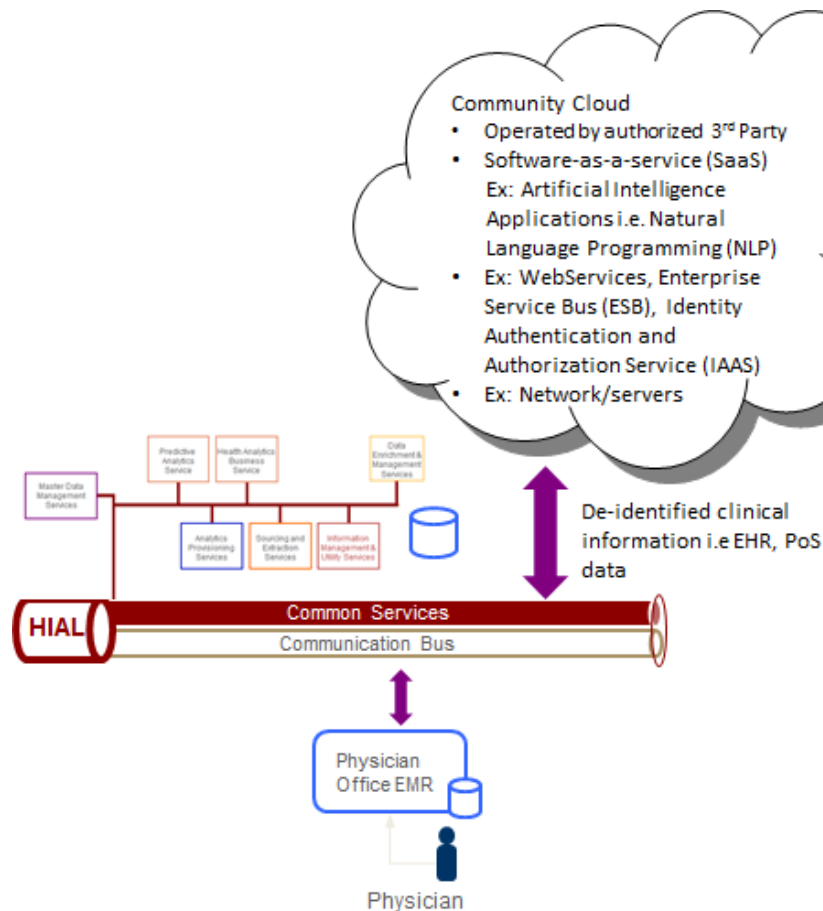 Community Cloud
• Operated by authorized 3rd Party
• Software-as-a-service (SaaS)
Ex: Artificial Intelligence
Applications i.e. Natural
Language Programming (NLP)
• Ex: WebServices, Enterprise
Service Bus (ESB), Identity
Authentication and
Authorization Service (IAAS)
• Ex: Network/servers
De-identified clinical
information i.e EHR, PoS
data
Master Data
Management
Services
Predictive
Analytics
Service
Health Analytics
Business
Service
Data
Enrichment &
Management
Services
Analytics
Provisioning
Services
Sourcing and
Extraction
Services
Information
Management &
Utility Services
HIAL
Common Services
Communication Bus
Physician
Office EMR
Physician